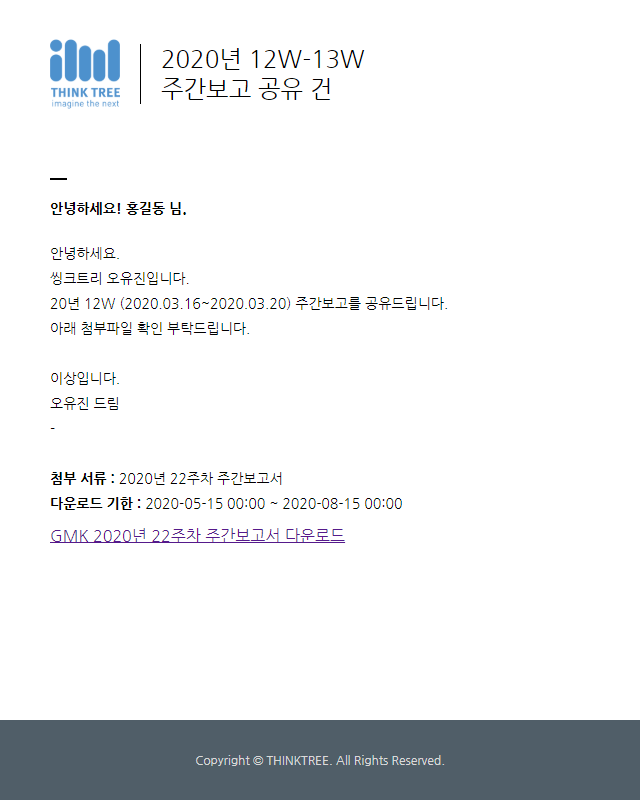 THINK TREE
imagine the next
2020년 12W-13W
주간보고 공유 건
안녕하세요! 홍길동 님.
안녕하세요.
씽크트리 오유진입니다.
20년 12W (2020.03.16~2020.03.20) 주간보고를 공유드립니다.
아래 첨부파일 확인 부탁드립니다.
이상입니다.
오유진 드림
-
첨부 서류 : 2020년 22주차 주간보고서
다운로드 기한 : 2020-05-15 00:00 ~ 2020-08-15 00:00
GMK 2020년 22주차 주간보고서 다운로드
Copyright © THINKTREE. All Rights Reserved.